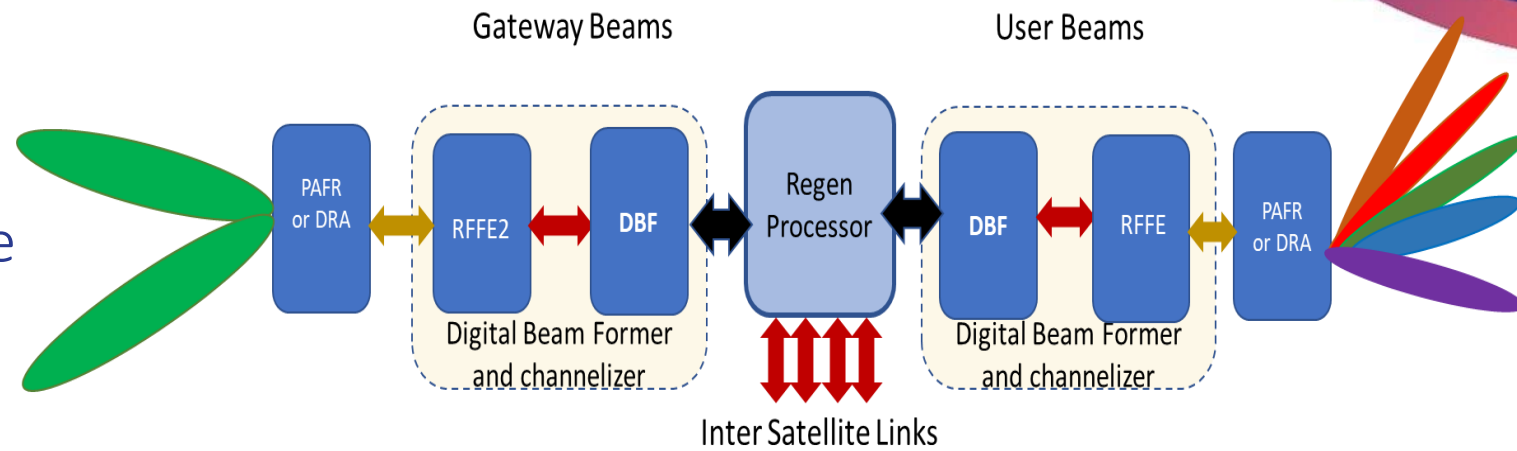 Gateway Beams
User Beams
PAFR
or DRA
RFFE2
DBF
Regen
Processor
DBF
RFFE
PAFR
or DRA
e
Digital Beam Former
and channelizer
Digital Beam Former
and channelizer
Inter Satellite Links